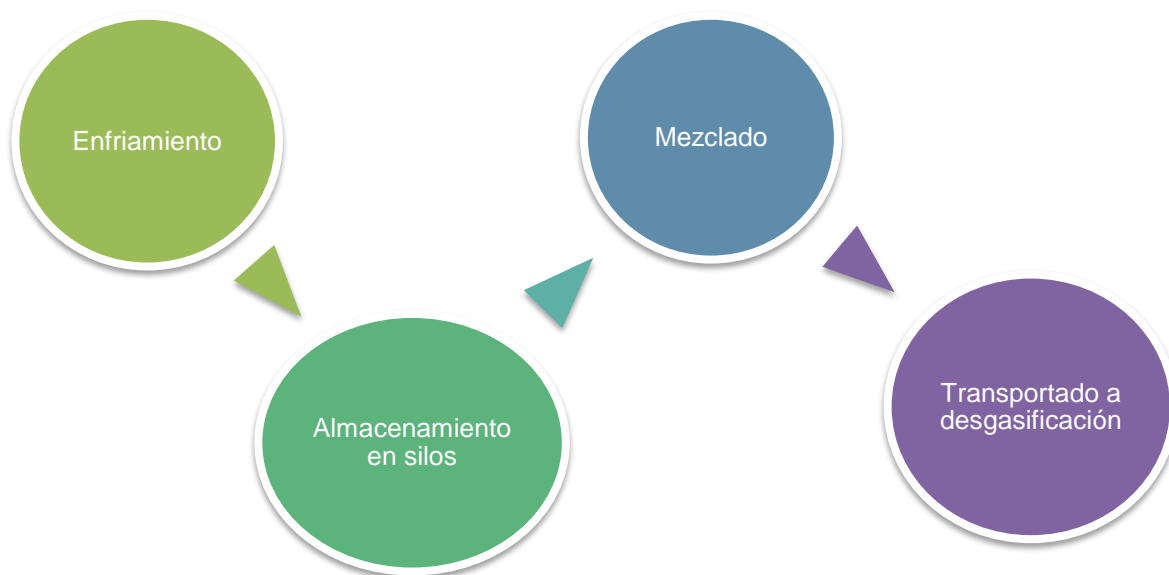 Enfriamiento
Almacenamiento
en silos
Mezclado
Transportado a
desgasificación